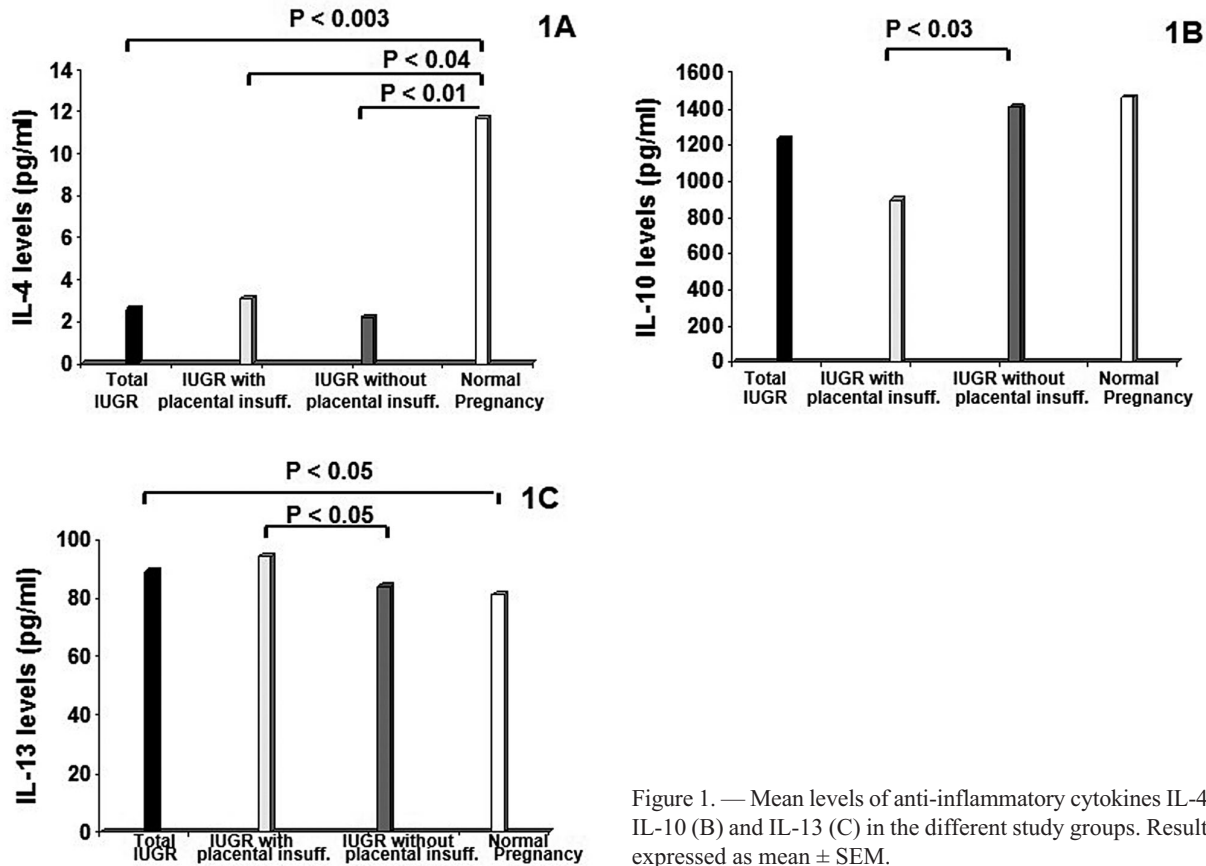 P < 0.003
1A
P < 0.04
P < 0.01
IL-4 levels (pg/ml)
14
12
10
8
6
4
2
0
Total IUGR
IUGR with placental insuff.
IUGR without placental insuff.
Normal Pregnancy
P < 0.03
1B
IL-10 levels (pg/ml)
1600
1400
1200
1000
800
600
400
200
0
Total IUGR
IUGR with placental insuff.
IUGR without placental insuff.
Normal Pregnancy
P < 0.05
1C
P < 0.05
IL-13 levels (pg/ml)
100
80
60
40
20
0
Total IUGR
IUGR with placental insuff.
IUGR without placental insuff.
Normal Pregnancy
Figure 1. — Mean levels of anti-inflammatory cytokines IL-4
IL-10 (B) and IL-13 (C) in the different study groups. Result
expressed as mean ± SEM.